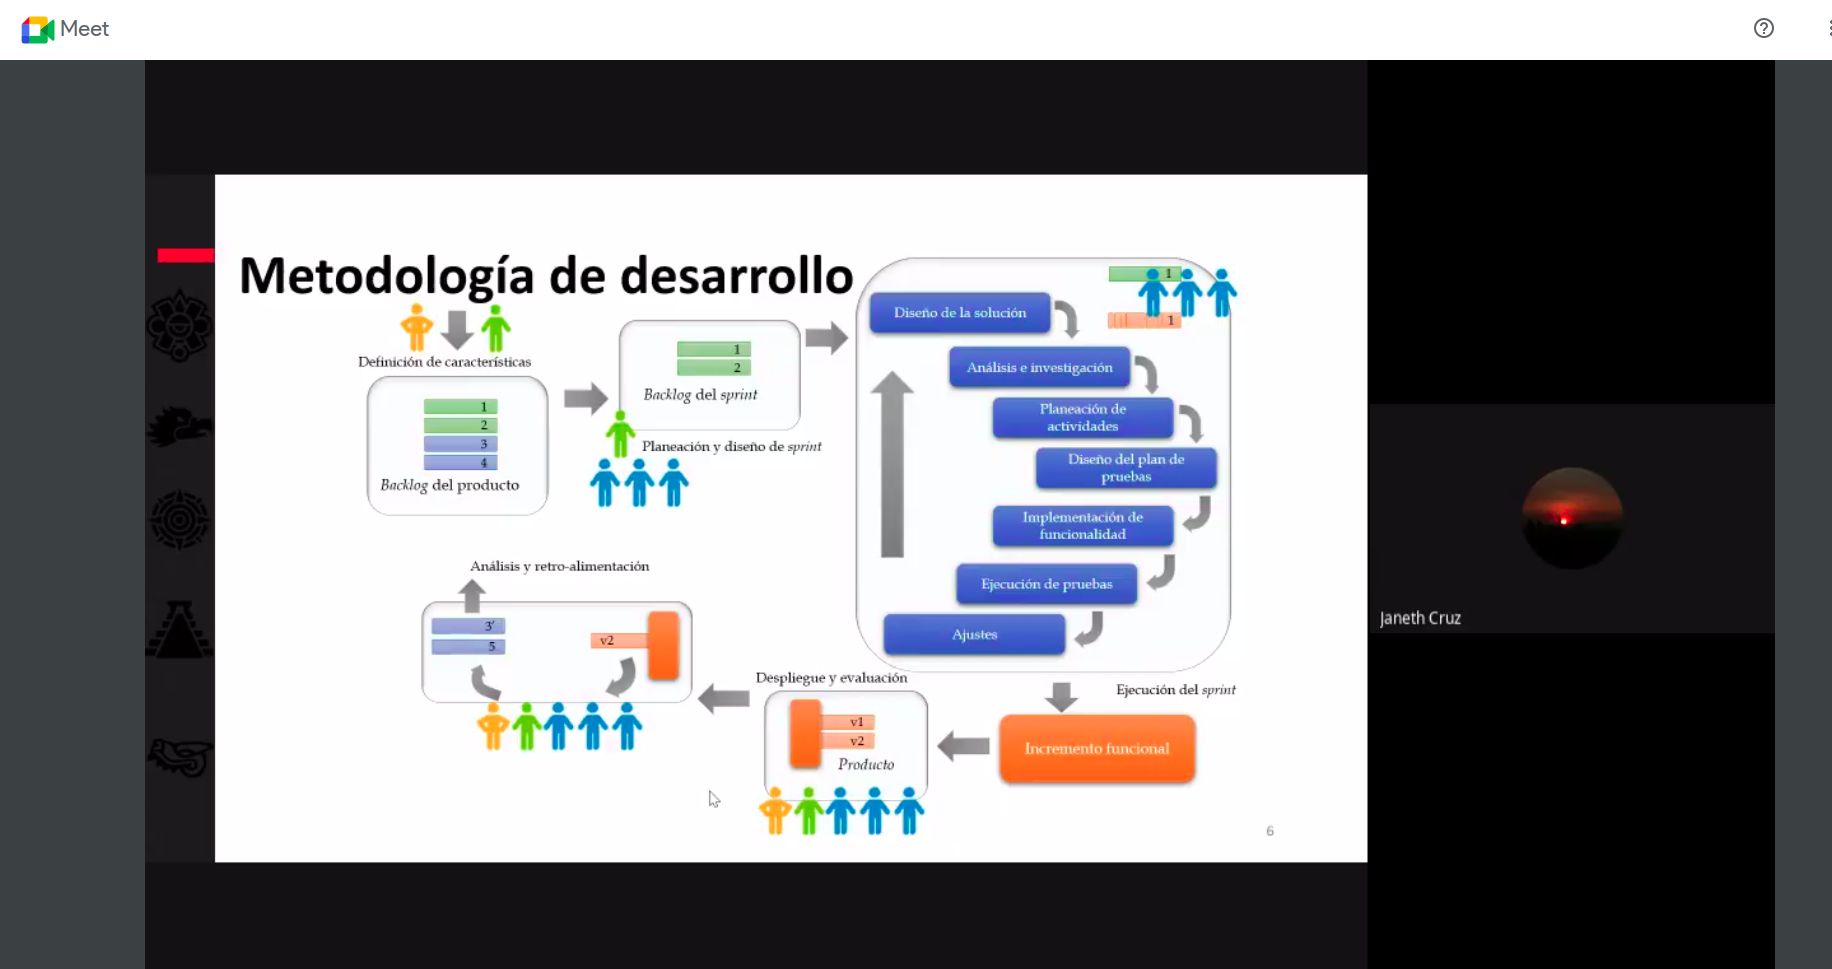 Meet
Metodología de desarrollo
Definición de características
1
2
3
4
Backlog del producto
1
2
Backlog del sprint
Planeación y diseño de sprint
1
1
Diseño de la solución
Análisis e investigación
Planeación de
actividades
Diseño del plan de
pruebas
Implementación de
funcionalidad
Ejecución de pruebas
Ajustes
Ejecución del sprint
Incremento funcional
Despliegue y evaluación
v1
v2
Producto
Análisis y retro-alimentación
3'
5
v2
6
Janeth Cruz